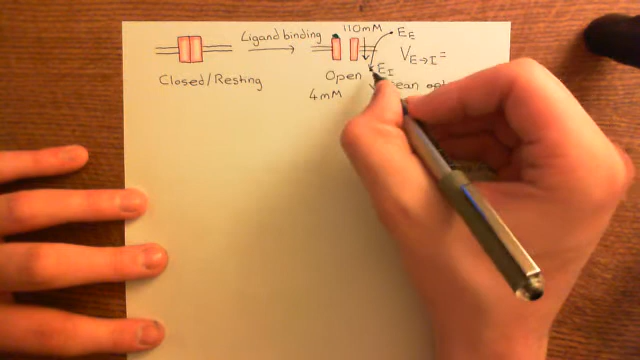 Ligand binding
110mM
E_E
V_E→I =
E_I
Closed/Resting
Open
4mM